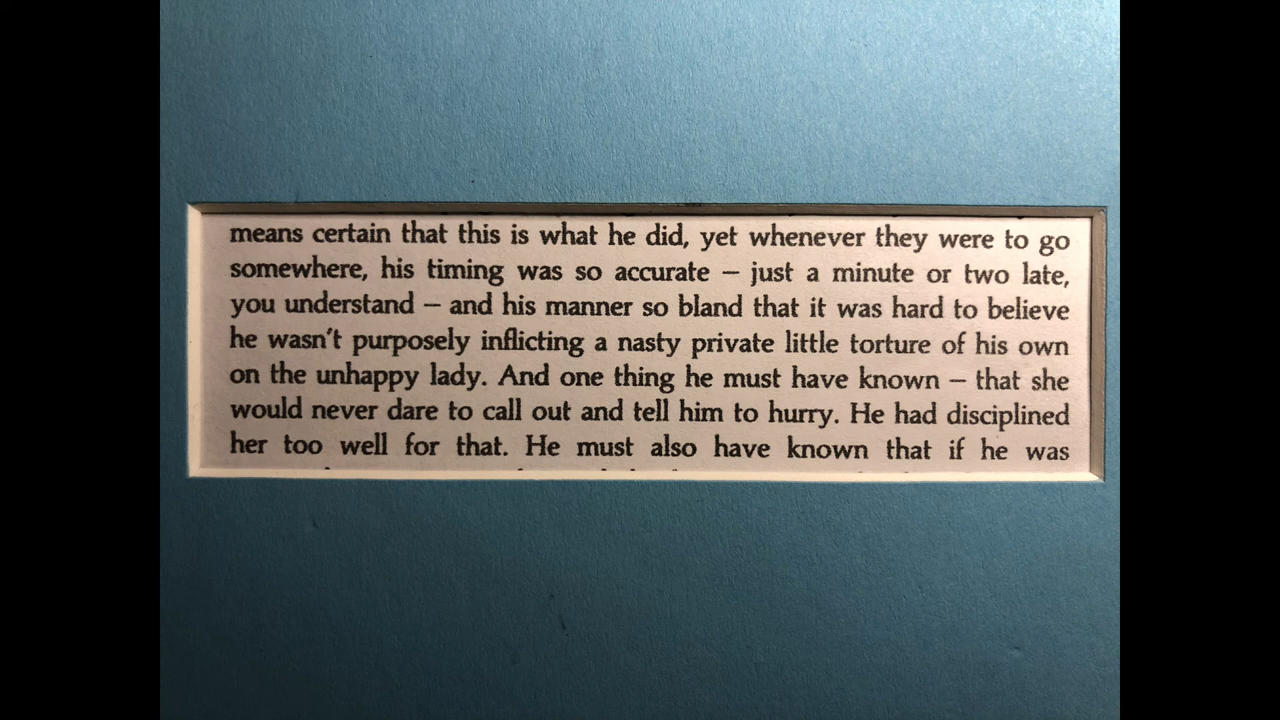 means certain that this is what he did, yet whenever they were to go
somewhere, his timing was so accurate – just a minute or two late,
you understand – and his manner so bland that it was hard to believe
he wasn't purposely inflicting a nasty private little torture of his own
on the unhappy lady. And one thing he must have known – that she
would never dare to call out and tell him to hurry. He had disciplined
her too well for that. He must also have known that if he was